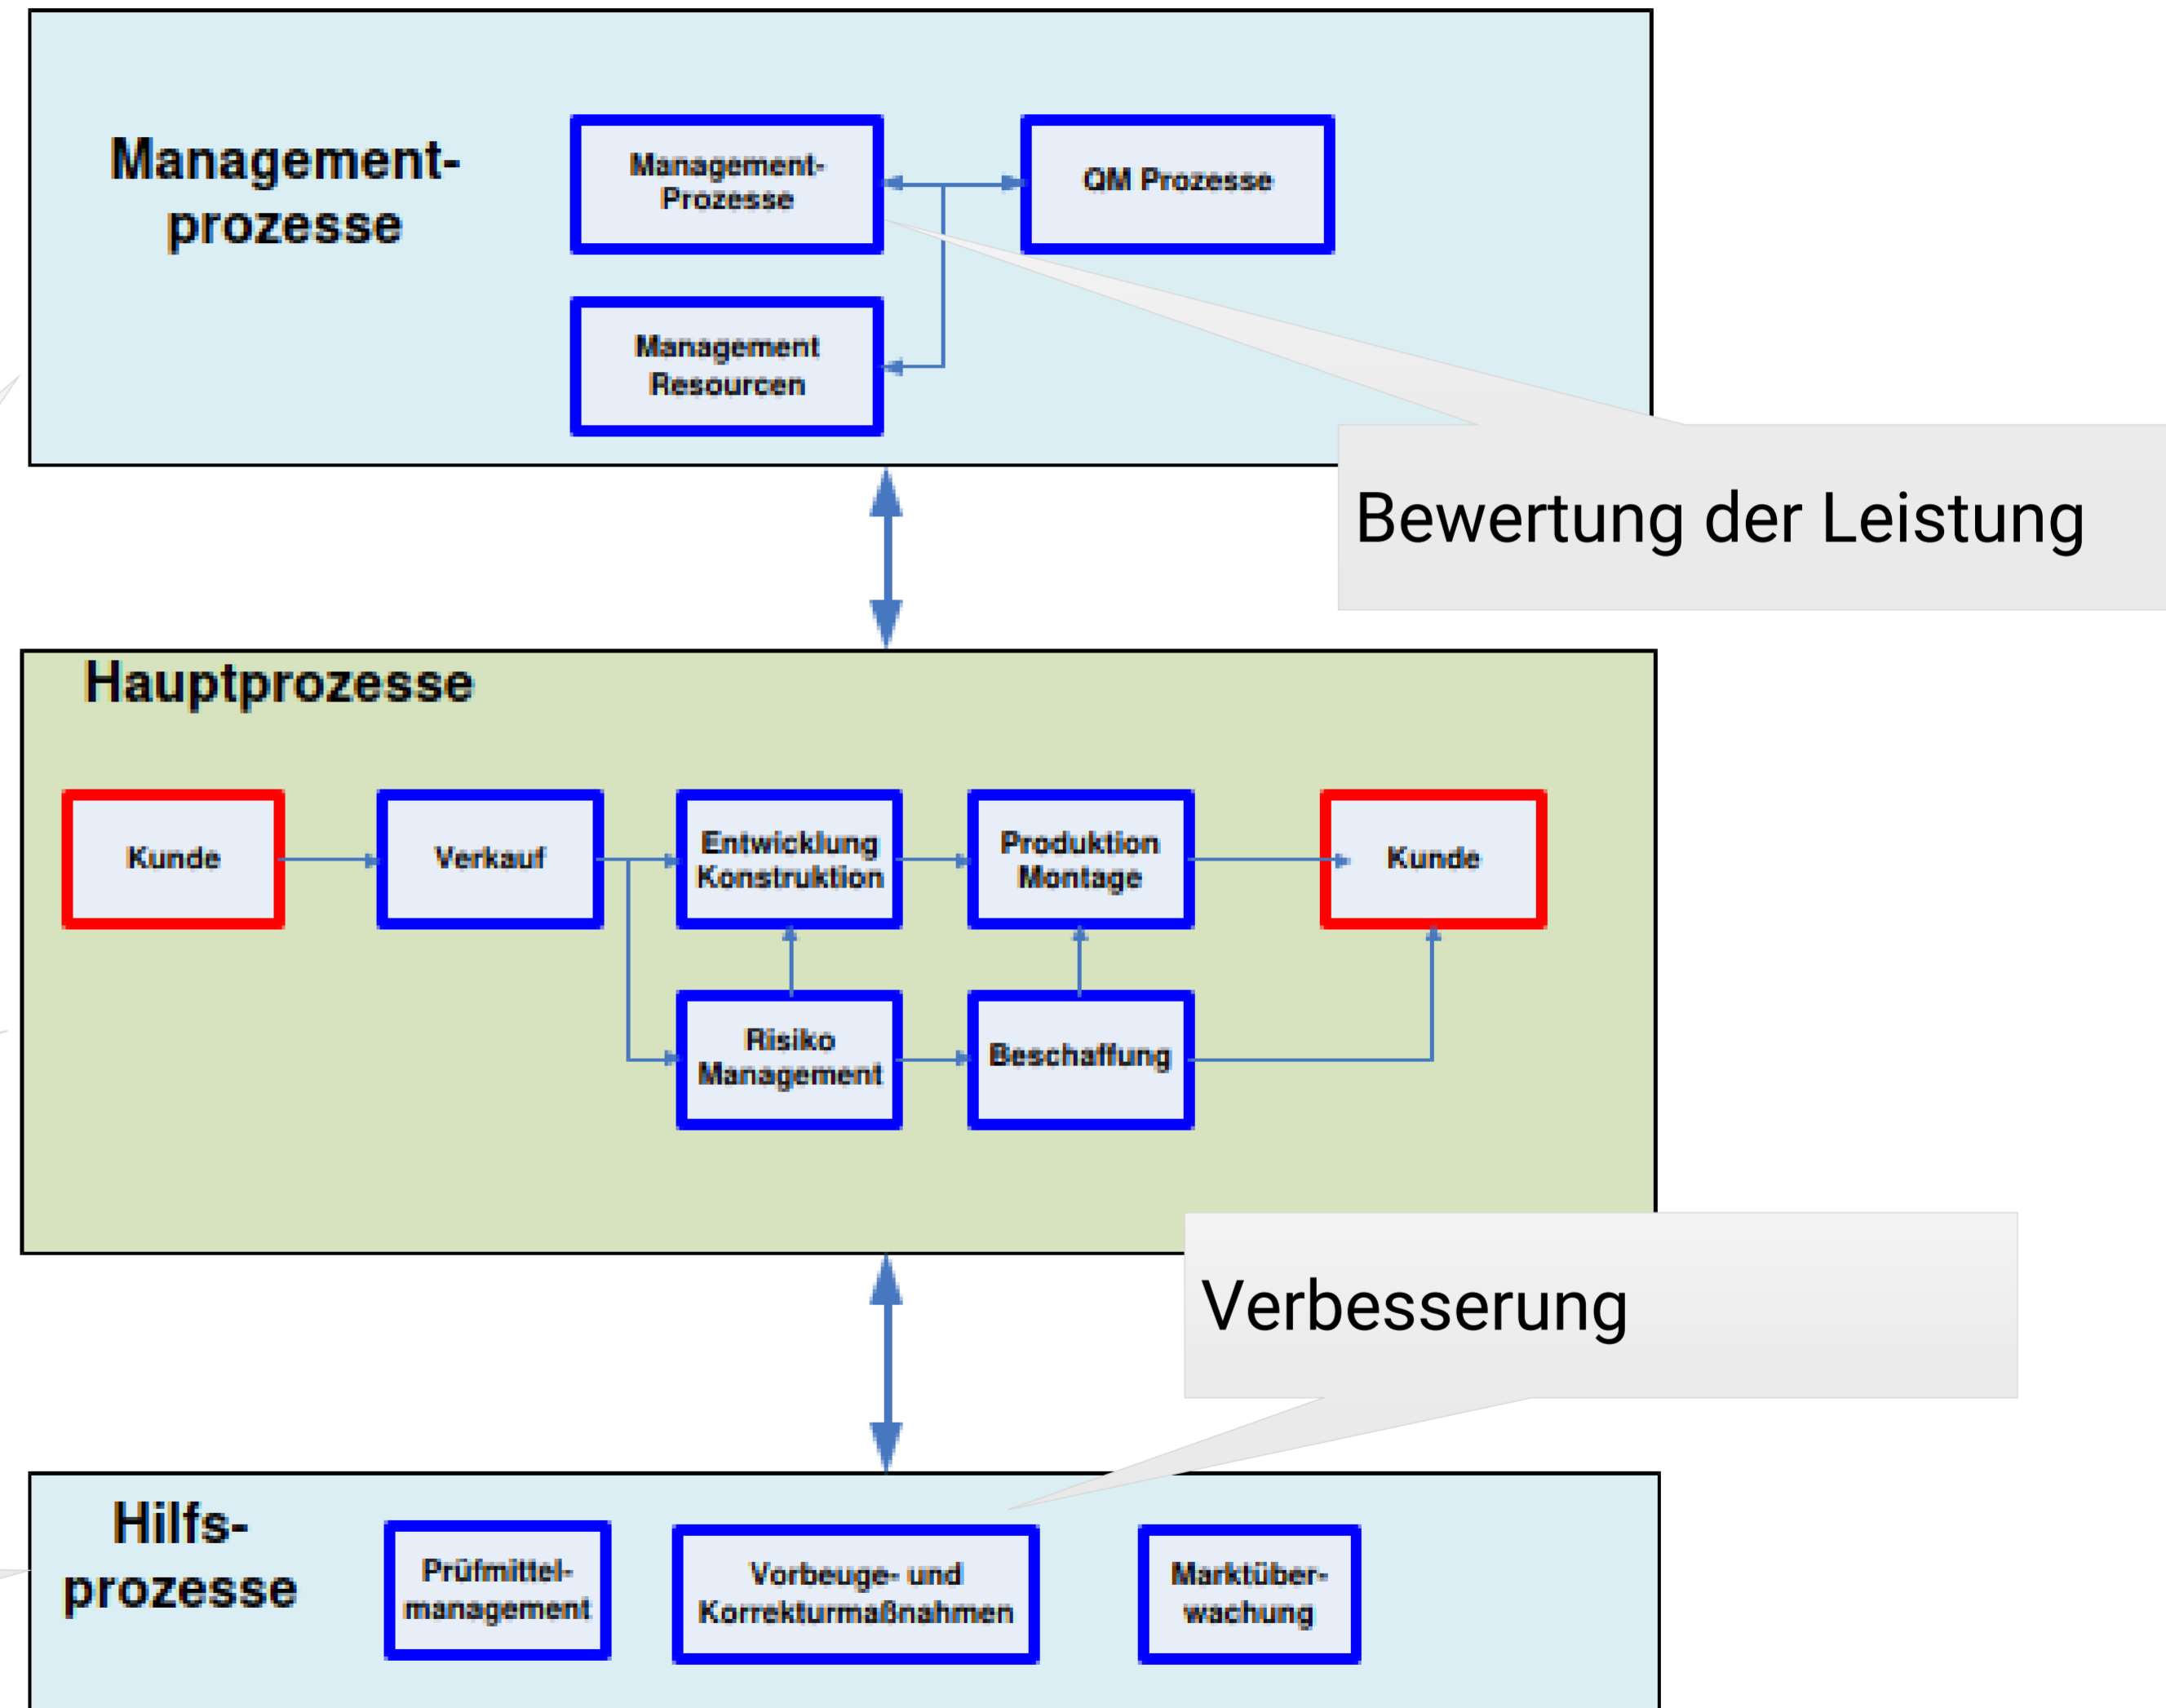 Management-
prozesse
Management-
Prozesse
QM Prozesse
Management
Resourcen
Bewertung der Leistung
Hauptprozesse
Kunde
Verkauf
Entwicklung
Konstruktion
Produktion
Montage
Kunde
Risiko
Management
Beschaffung
Verbesserung
Hilfs-
prozesse
Prüfmittel-
management
Vorbeuge- und
Korrekturmaßnahmen
Marktüber-
wachung